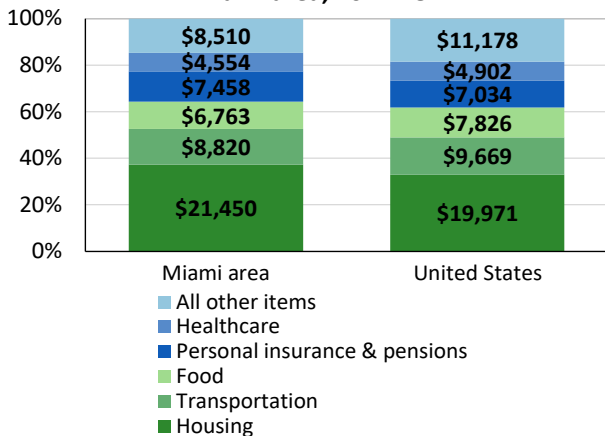 100%
80%
60%
40%
20%
0%
$8,510
$4,554
$7,458
$6,763
$8,820
$21,450
$11,178
$4,902
$7,034
$7,826
$9,669
$19,971
Miami area
United States
All other items
Healthcare
Personal insurance & pensions
Food
Transportation
Housing